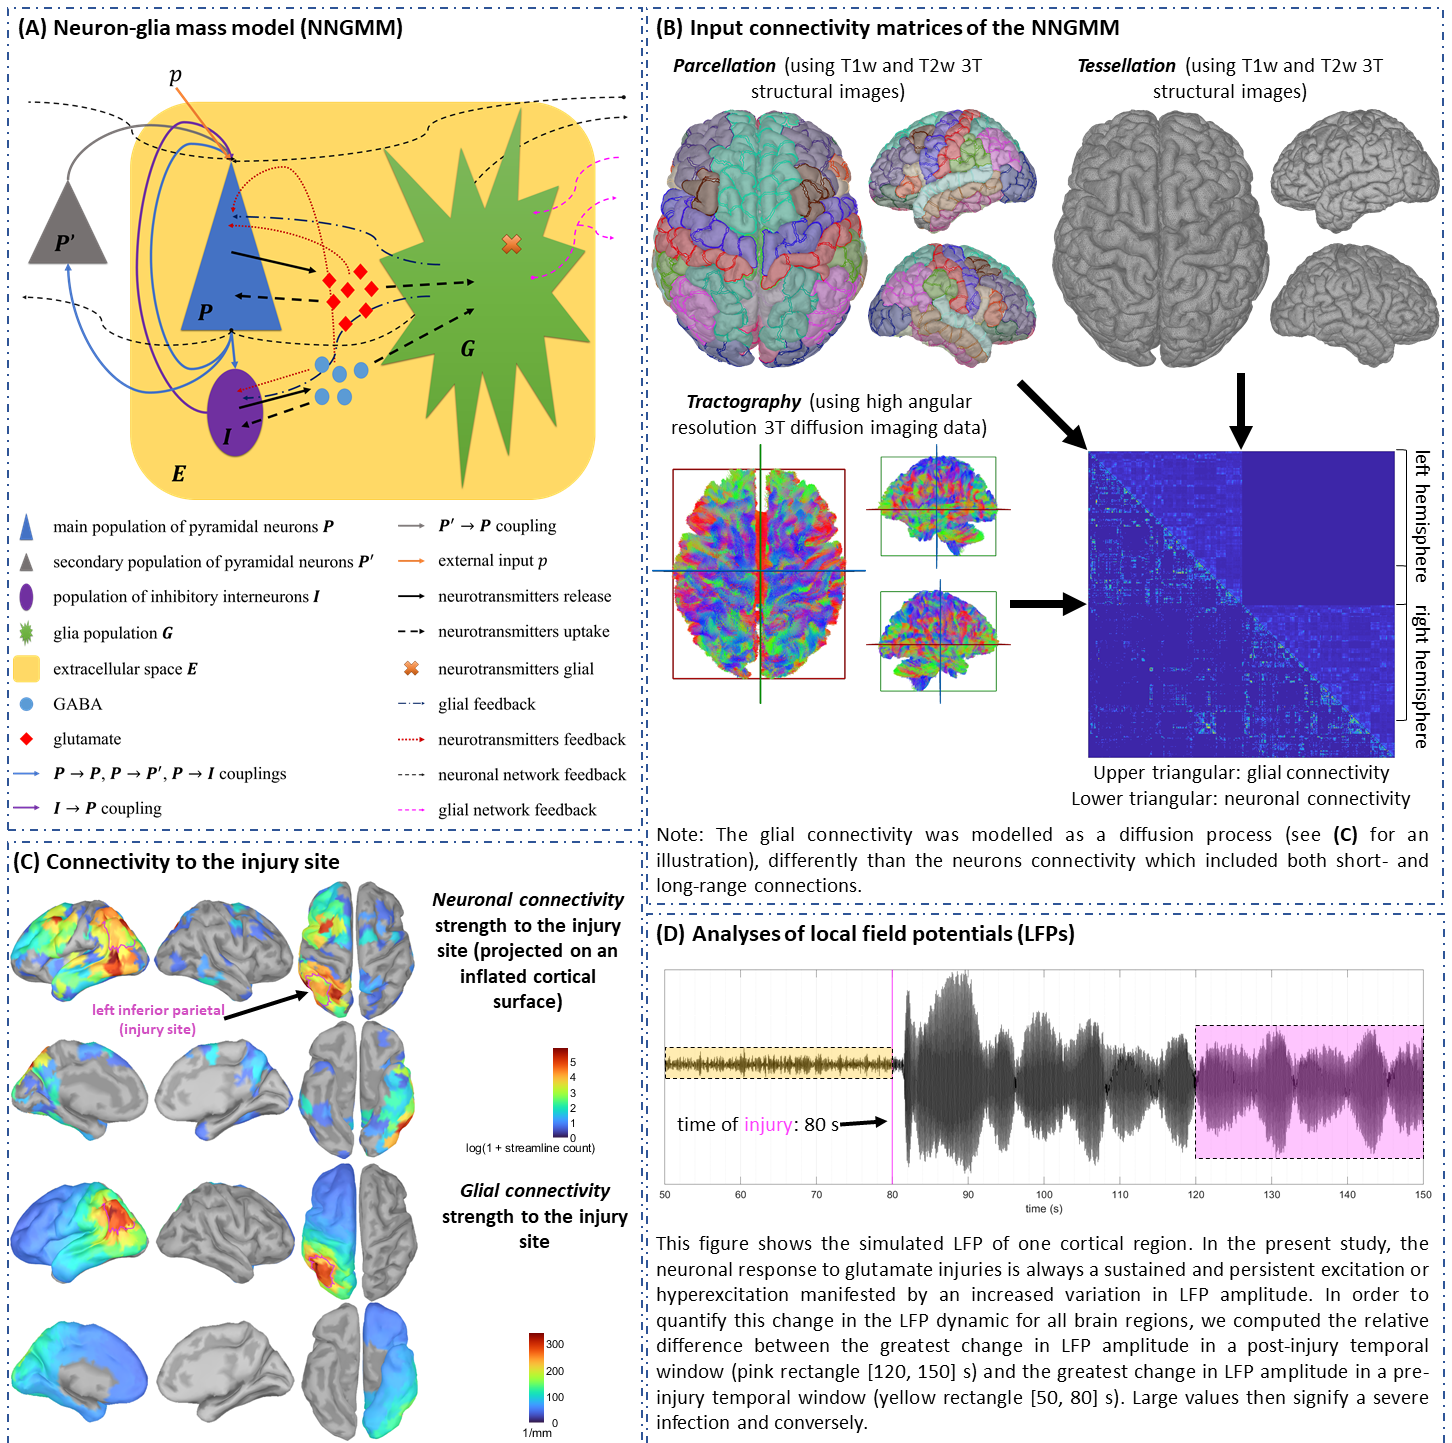 (A) Neuron-glia mass model (NNGMM)
p
P′
P
I
G
E
main population of pyramidal neurons P
secondary population of pyramidal neurons P′
population of inhibitory interneurons I
glia population G
extracellular space E
GABA
glutamate
P → P, P → P′, P → I couplings
I → P coupling
P′ → P coupling
external input p
neurotransmitters release
neurotransmitters uptake
neurotransmitters glial
glial feedback
neurotransmitters feedback
neuronal network feedback
glial network feedback
(B) Input connectivity matrices of the NNGMM
Parcellation (using T1w and T2w 3T
structural images)
Tessellation (using T1w and T2w 3T
structural images)
Tractography (using high angular
resolution 3T diffusion imaging data)
left hemisphere
right hemisphere
Upper triangular: glial connectivity
Lower triangular: neuronal connectivity
Note: The glial connectivity was modelled as a diffusion process (see (C) for an
illustration), differently than the neurons connectivity which included both short- and
long-range connections.
(C) Connectivity to the injury site
Neuronal connectivity
strength to the injury
site (projected on an
inflated cortical
surface)
left inferior parietal
(injury site)
5
4
3
2
1
0
log(1 + streamline count)
Glial connectivity
strength to the injury
site
300
200
100
0
1/mm
(D) Analyses of local field potentials (LFPs)
time of injury: 80 s
50 60 70 80 90 100 110 120 130 140 150
time (s)
This figure shows the simulated LFP of one cortical region. In the present study, the
neuronal response to glutamate injuries is always a sustained and persistent excitation or
hyperexcitation manifested by an increased variation in LFP amplitude. In order to
quantify this change in the LFP dynamic for all brain regions, we computed the relative
difference between the greatest change in LFP amplitude in a post-injury temporal
window (pink rectangle [120, 150] s) and the greatest change in LFP amplitude in a pre-
injury temporal window (yellow rectangle [50, 80] s). Large values then signify a severe
infection and conversely.